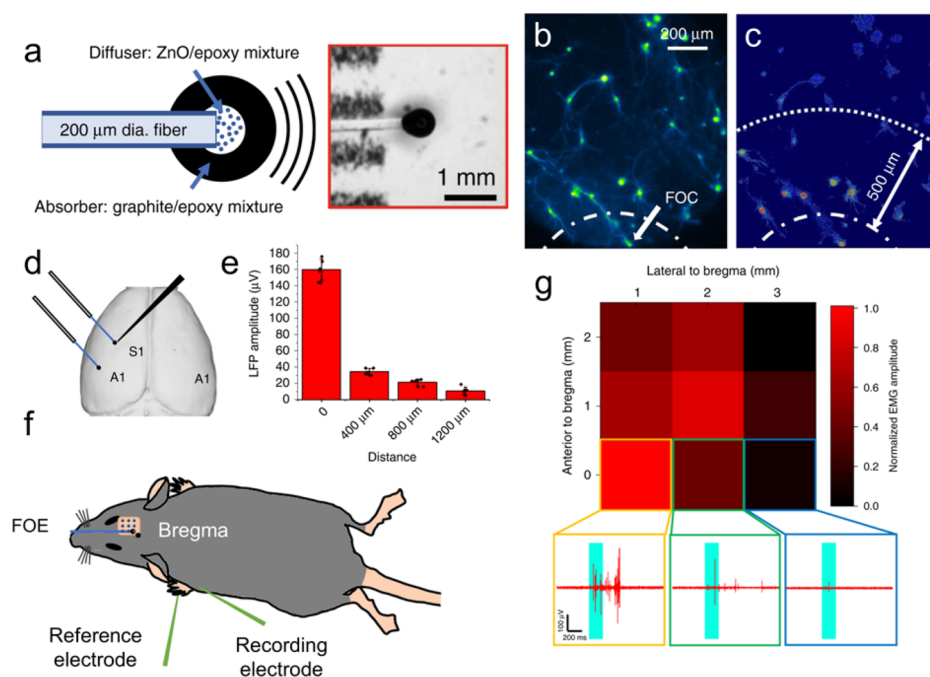 a
Diffuser: ZnO/epoxy mixture
200 μm dia. fiber
Absorber: graphite/epoxy mixture
1 mm
b
200 μm
FOC
c
500 μm
d
S1
A1
A1
e
LFP amplitude (μV)
180
160
140
120
100
80
60
40
20
0
0
400 μm
800 μm
1200 μm
Distance
f
FOE
Bregma
Reference
electrode
Recording
electrode
g
Lateral to bregma (mm)
1
2
3
Anterior to bregma (mm)
2
1
0
1.0
0.8
0.6
0.4
0.2
0.0
Normalized EMG amplitude
100 μV
200 ms